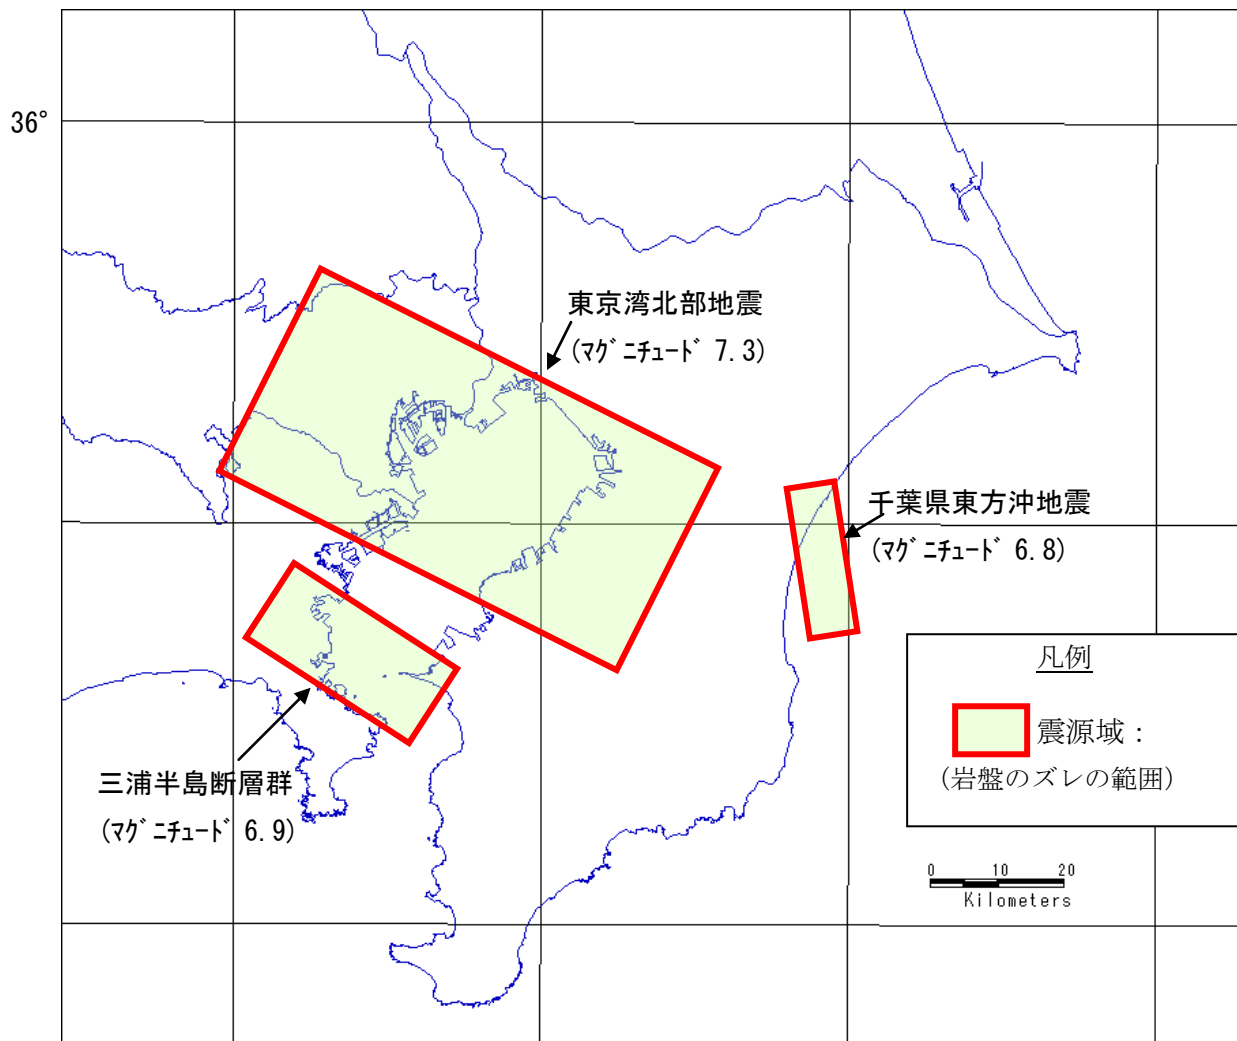 36°
東京湾北部地震
(ﾏｸﾞﾆﾁｭｰﾄﾞ 7.3)
千葉県東方沖地震
(ﾏｸﾞﾆﾁｭｰﾄﾞ 6.8)
凡例
震源域：
(岩盤のズレの範囲)
三浦半島断層群
(ﾏｸﾞﾆﾁｭｰﾄﾞ 6.9)
0 10 20
Kilometers